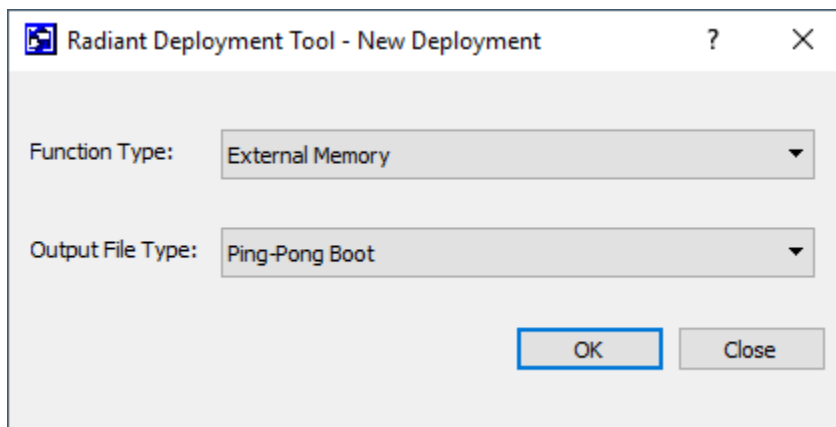 Radiant Deployment Tool - New Deployment ?
Function Type: External Memory
Output File Type: Ping-Pong Boot
OK Close